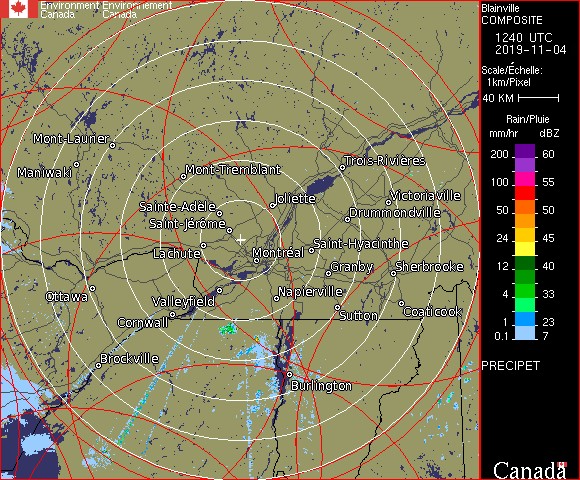 Environment Environnement
Canada Canada
Blainville
COMPOSITE
1240 UTC
2019-11-04
Scale/Échelle:
1km/Pixel
40 KM
Rain/Pluie
mm/hr dBZ
200 60
150 57
100 55
50 50
24 45
12 40
4 33
1 23
0.1 7
PRECIPET
Canada
Mont-Laurier
Maniwaki
Mont-Tremblant
Trois-Rivières
Sainte-Adèle
Joliette
Victoriaville
Saint-Jérôme
Drummondville
Lachute
Montréal
Saint-Hyacinthe
Granby
Sherbrooke
Ottawa
Valleyfield
Napierville
Cornwall
Sutton
Coaticook
Brockville
Burlington